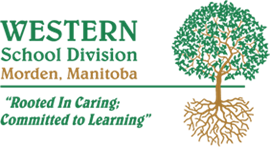 WESTERN
School Division
Morden, Manitoba
"Rooted In Caring;
Committed to Learning"